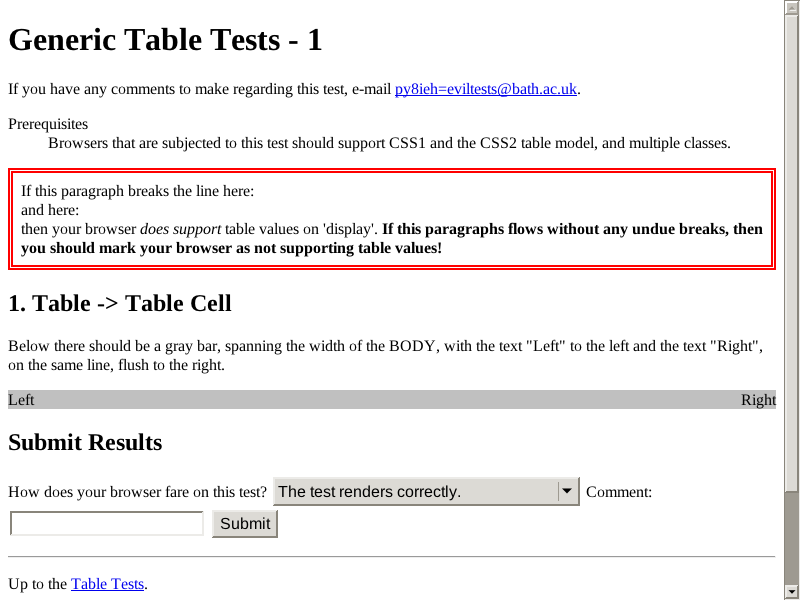 Generic Table Tests - 1
If you have any comments to make regarding this test, e-mail py8ieh=eviltests@bath.ac.uk.
Prerequisites
Browsers that are subjected to this test should support CSS1 and the CSS2 table model, and multiple classes.
If this paragraph breaks the line here:
and here:
then your browser does support table values on 'display'. If this paragraphs flows without any undue breaks, then
you should mark your browser as not supporting table values!
1. Table -> Table Cell
Below there should be a gray bar, spanning the width of the BODY, with the text "Left" to the left and the text "Right",
on the same line, flush to the right.
Left Right
Submit Results
How does your browser fare on this test? The test renders correctly. Comment:
Submit
Up to the Table Tests.